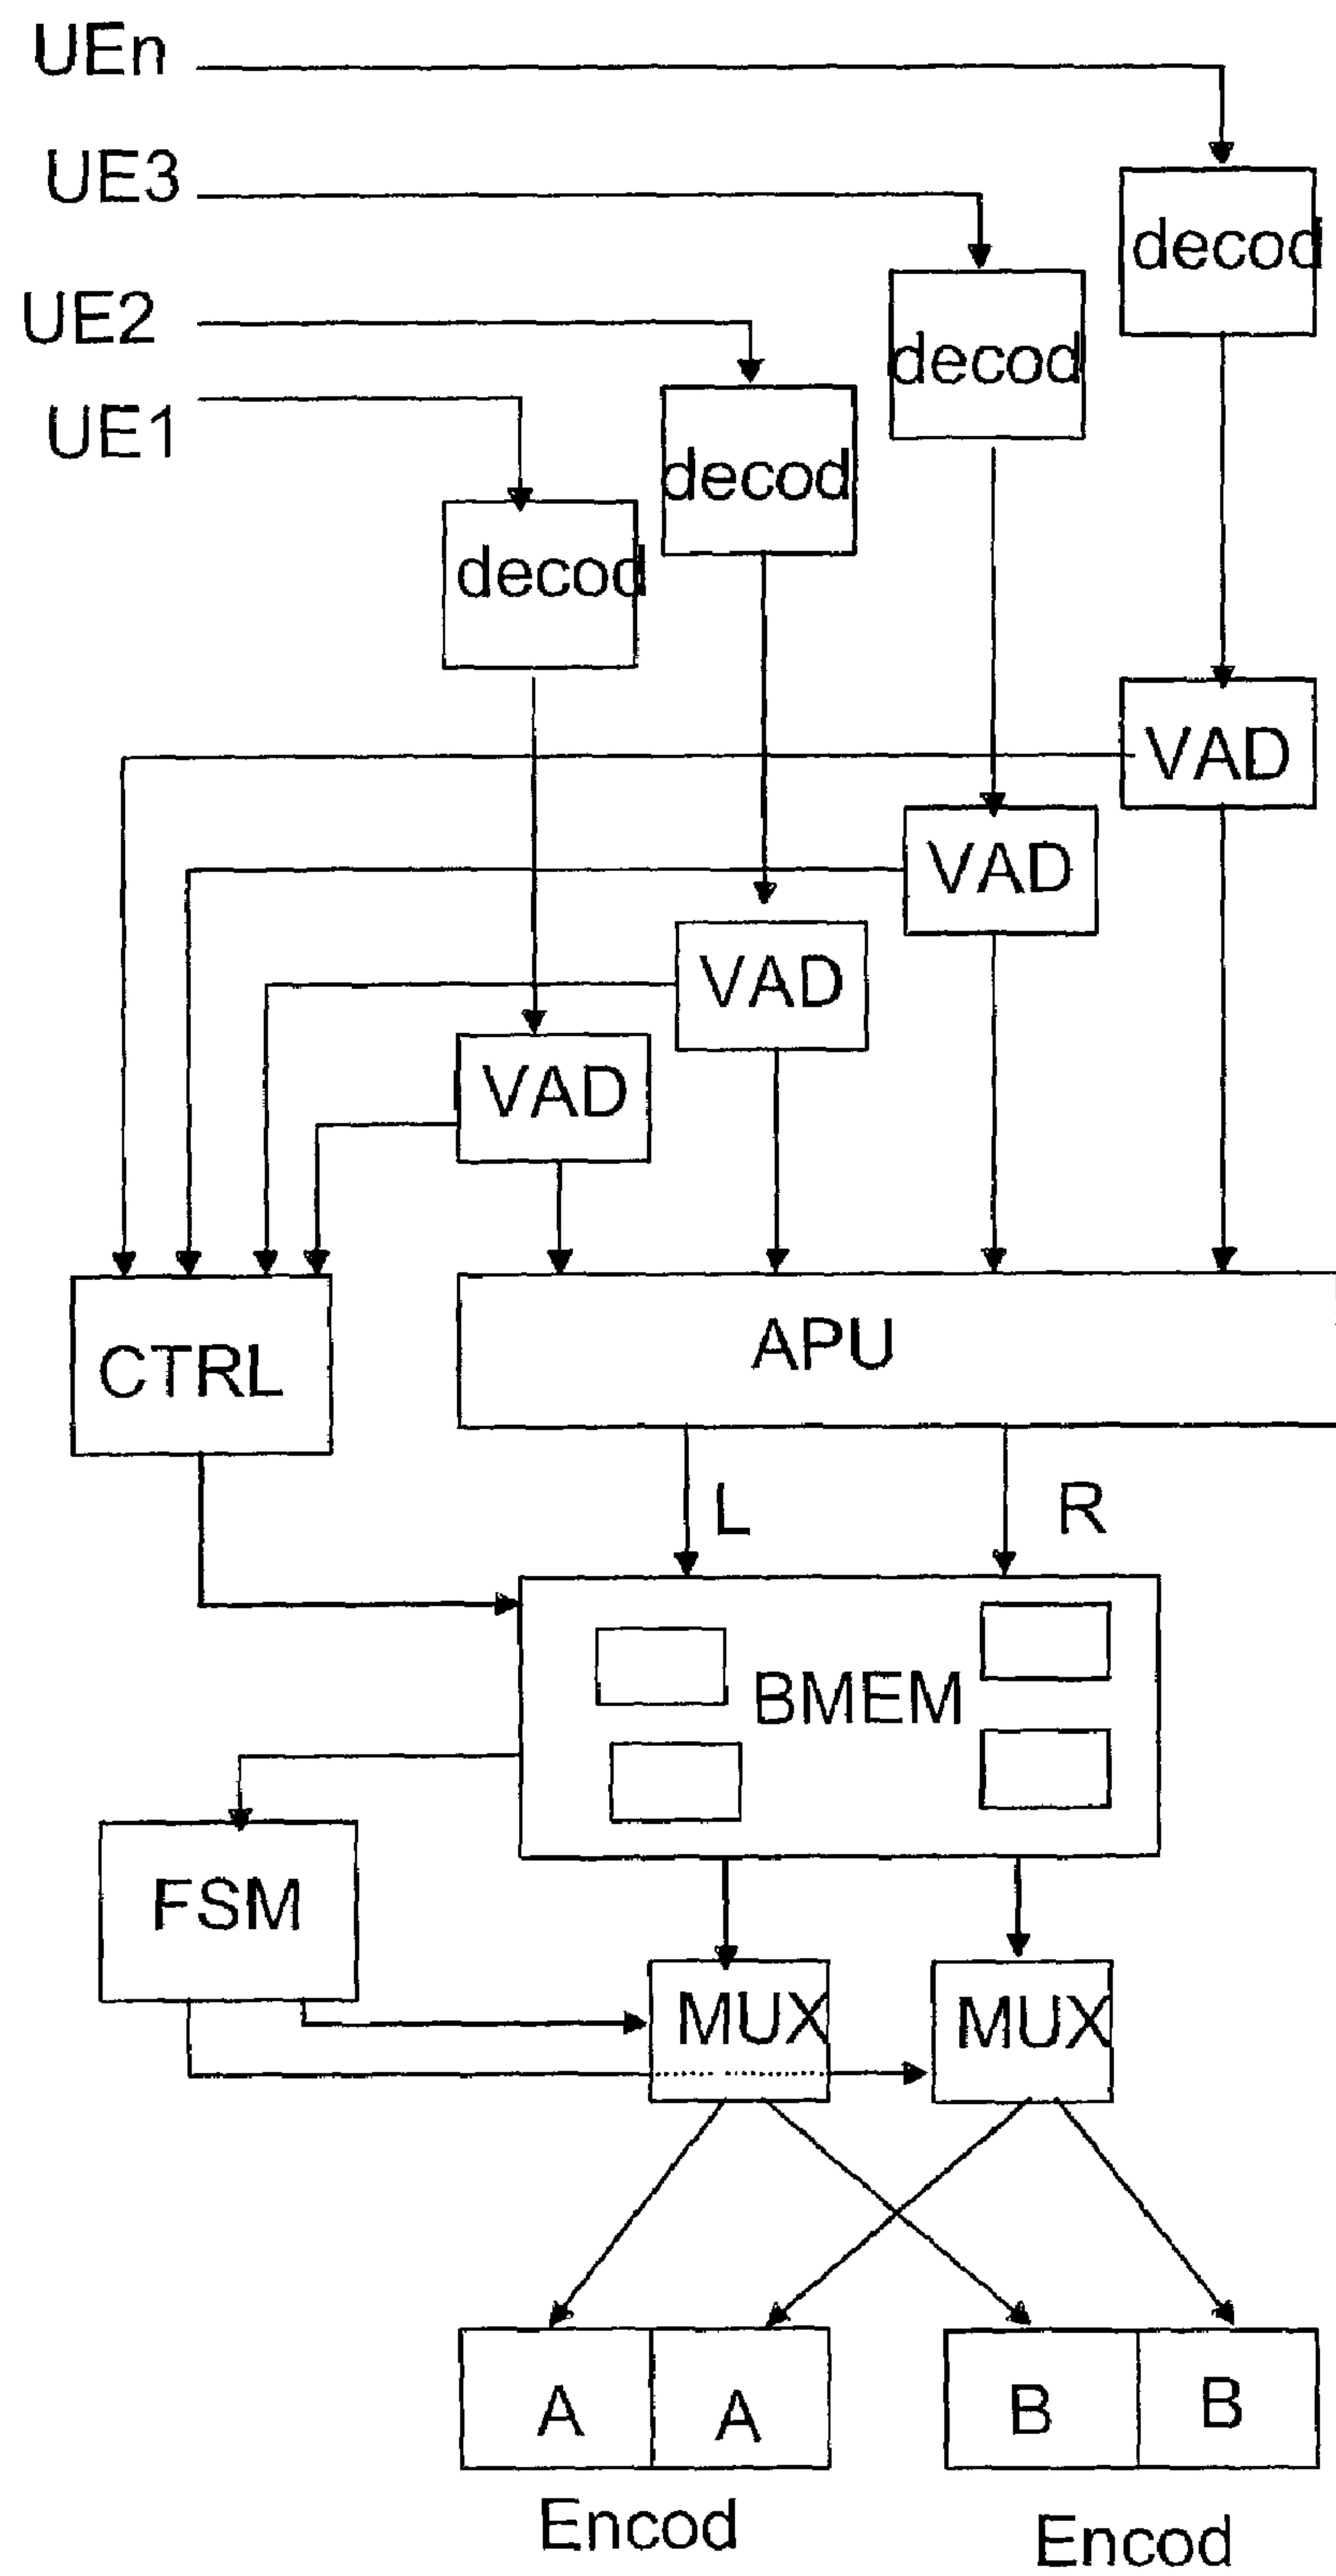 UEn
UE3
decod
UE2
decod
UE1
decod
decod
VAD
VAD
VAD
VAD
CTRL
APU
L
R
BMEM
FSM
MUX
MUX
A
A
B
B
Encod
Encod